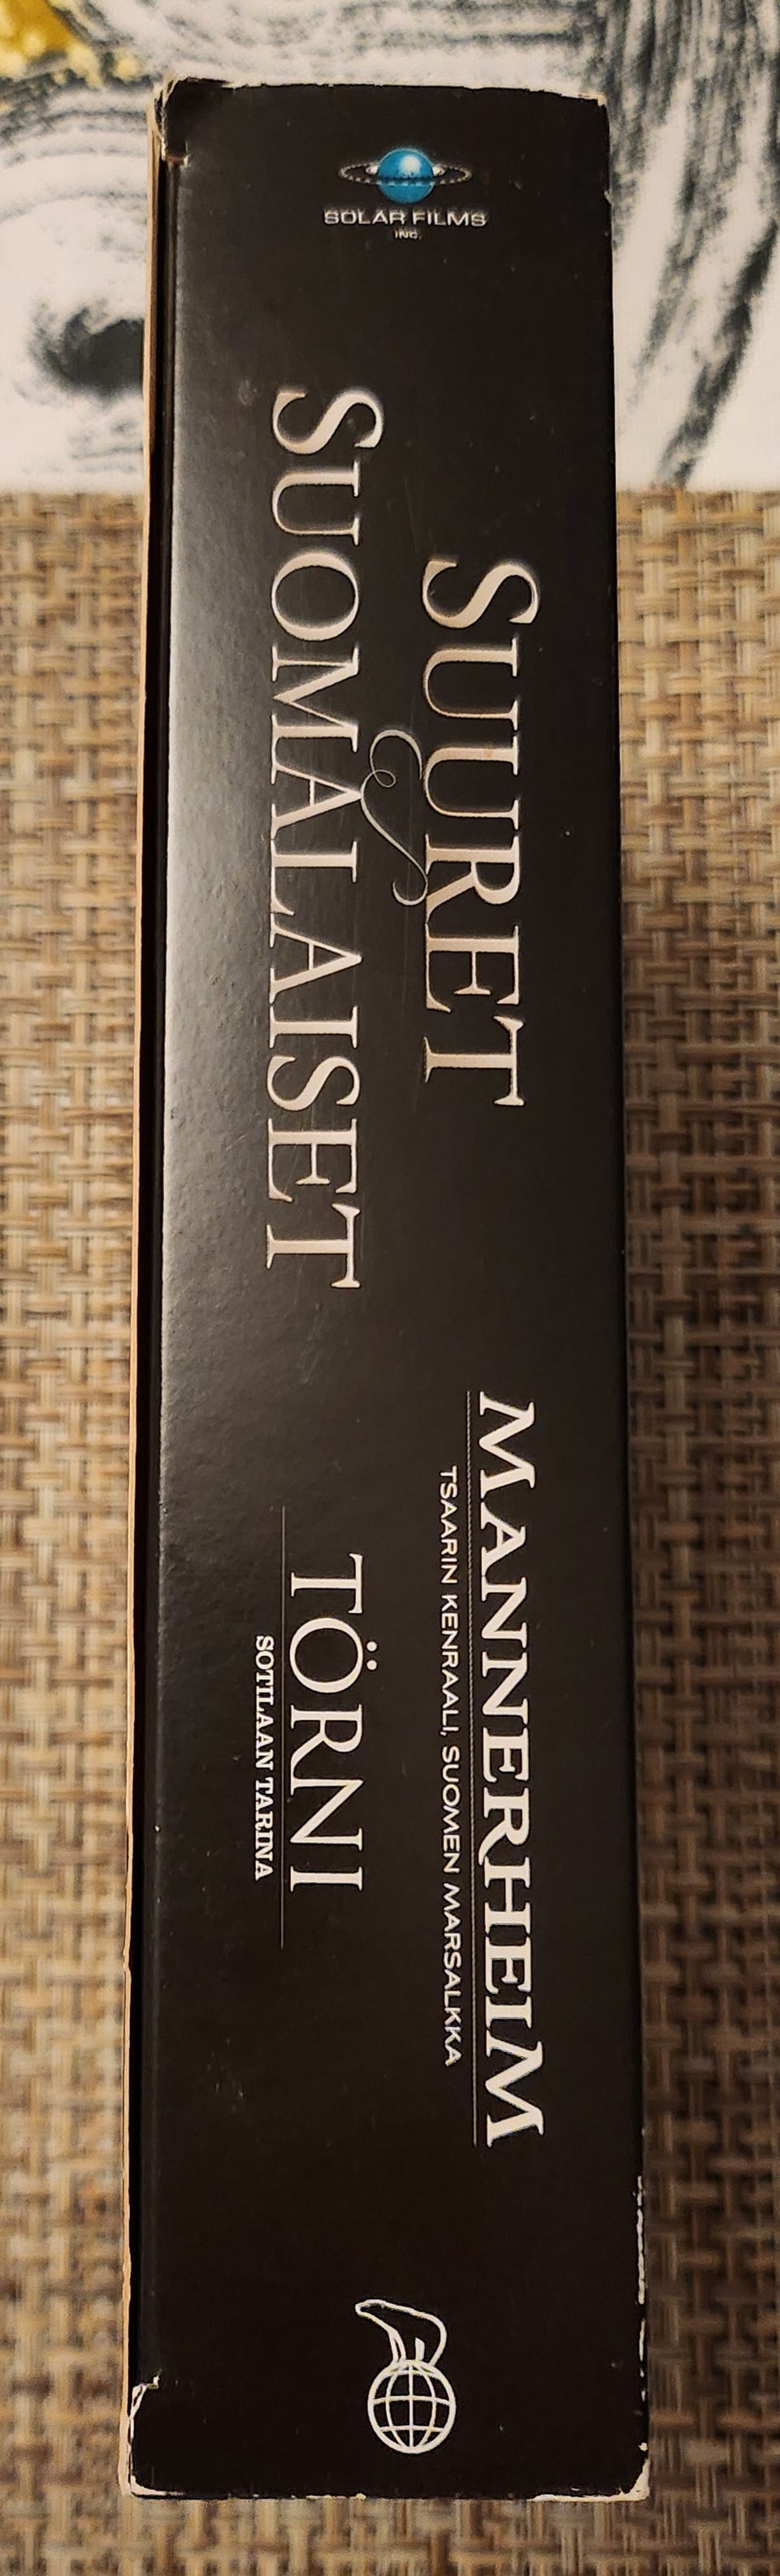 SOLAR FILMS
INC.
SUURET
SUOMALAISET
MANNERHEIM
TSAARIN KENRAALI, SUOMEN MARSALKKA
TÖRNI
SOTILAAN TARINA